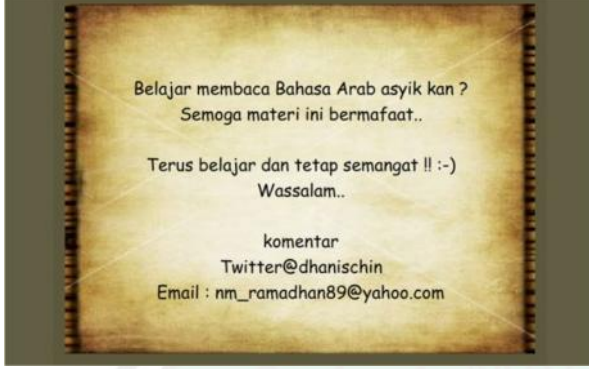 Belajar membaca Bahasa Arab asyik kan ?
Semoga materi ini bermafaat..
Terus belajar dan tetap semangat !! :-)
Wassalam..
komentar
Twitter@dhanischin
Email : nm_ramadhan89@yahoo.com